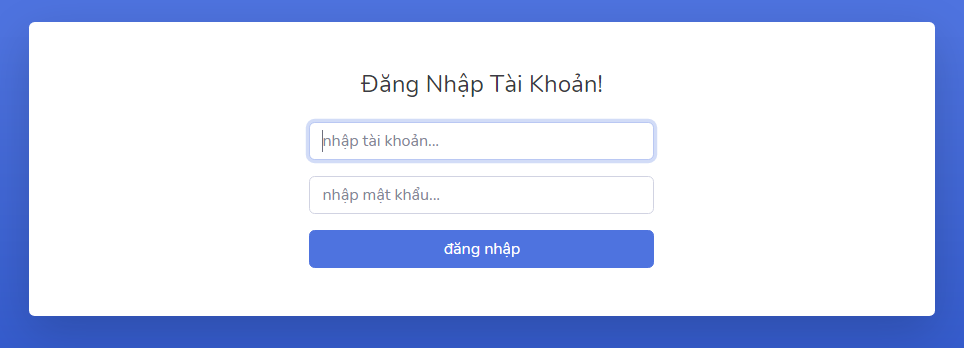 Đăng Nhập Tài Khoản!
nhập tài khoản...
nhập mật khẩu...
đăng nhập